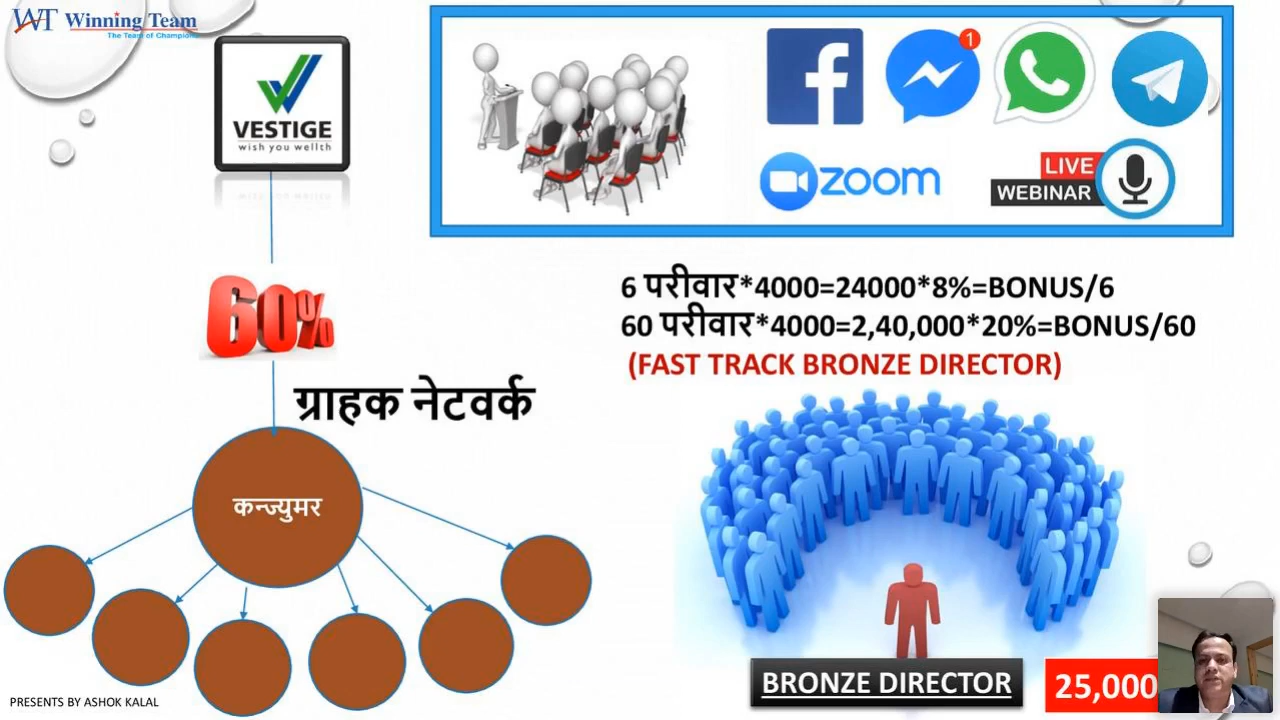 WT Winning Team
The Team of Champions
VESTIGE
wish you wellth
1
zoom
LIVE
WEBINAR
60%
6 परीवार*4000=24000*8%=BONUS/6
60 परीवार*4000=2,40,000*20%=BONUS/60
(FAST TRACK BRONZE DIRECTOR)
ग्राहक नेटवर्क
कन्ज्युमर
BRONZE DIRECTOR
25,000
PRESENTS BY ASHOK KALAL